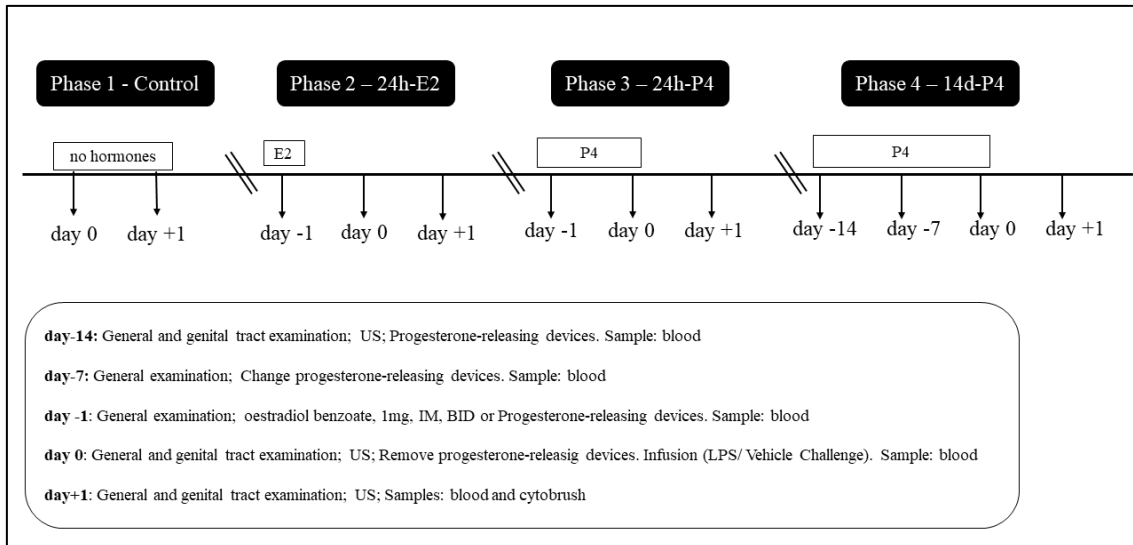 Phase 1 - Control
Phase 2 – 24h-E2
Phase 3 – 24h-P4
Phase 4 – 14d-P4
no hormones
E2
P4
P4
day 0
day +1
day -1
day 0
day +1
day -1
day 0
day +1
day -14
day -7
day 0
day +1
day-14: General and genital tract examination; US; Progesterone-releasing devices. Sample: blood
day-7: General examination; Change progesterone-releasing devices. Sample: blood
day -1: General examination; oestradiol benzoate, 1mg, IM, BID or Progesterone-releasing devices. Sample: blood
day 0: General and genital tract examination; US; Remove progesterone-releasig devices. Infusion (LPS/ Vehicle Challenge). Sample: blood
day+1: General and genital tract examination; US; Samples: blood and cytobrush